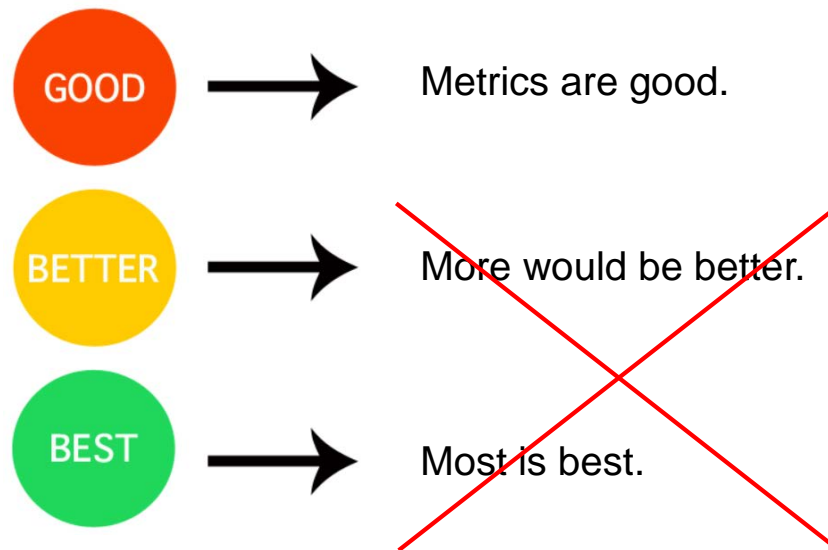 GOOD Metrics are good.
BETTER More would be better.
BEST Most is best.